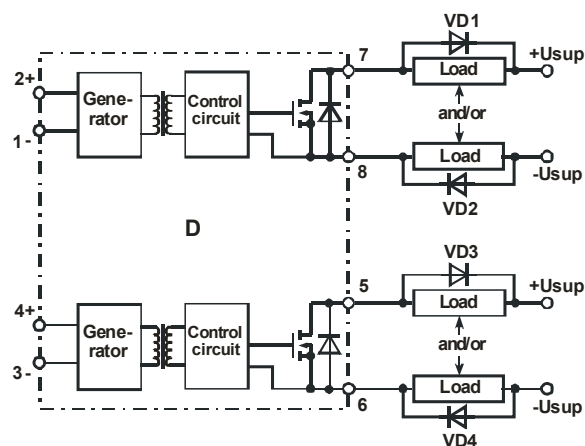 VD1
7
+Usup
2+
Gene-
rator
Control
circuit
Load
1 -
and/or
Load
8
-Usup
VD2
D
VD3
5
+Usup
4+
Gene-
rator
Control
circuit
Load
3 -
and/or
Load
6
-Usup
VD4